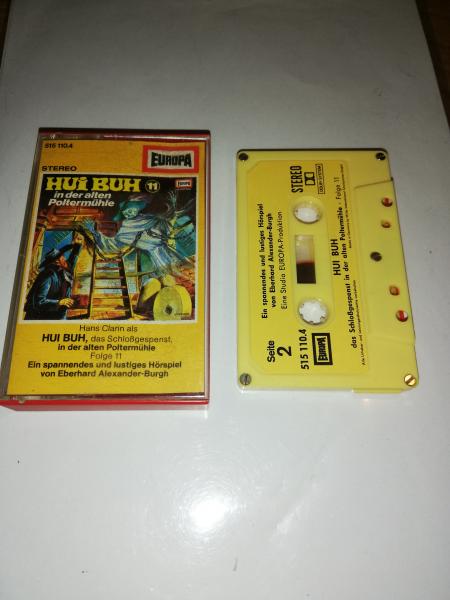 515 110.4
EUROPA
STEREO
HUI BUH 11
in der alten
Poltermühle
EUROPA
Hans Clarin als
HUI BUH, das Schloßgespenst,
in der alten Poltermühle
Folge 11
Ein spannendes und lustiges Hörspiel
von Eberhard Alexander-Burgh
STEREO
Ein spannendes und lustiges Hörspiel
von Eberhard Alexander-Burgh
Eine Studio EUROPA-Produktion
Seite
2
515 110.4
EUROPA
HUI BUH
das Schloßgespenst in der alten Poltermühle · Folge 11